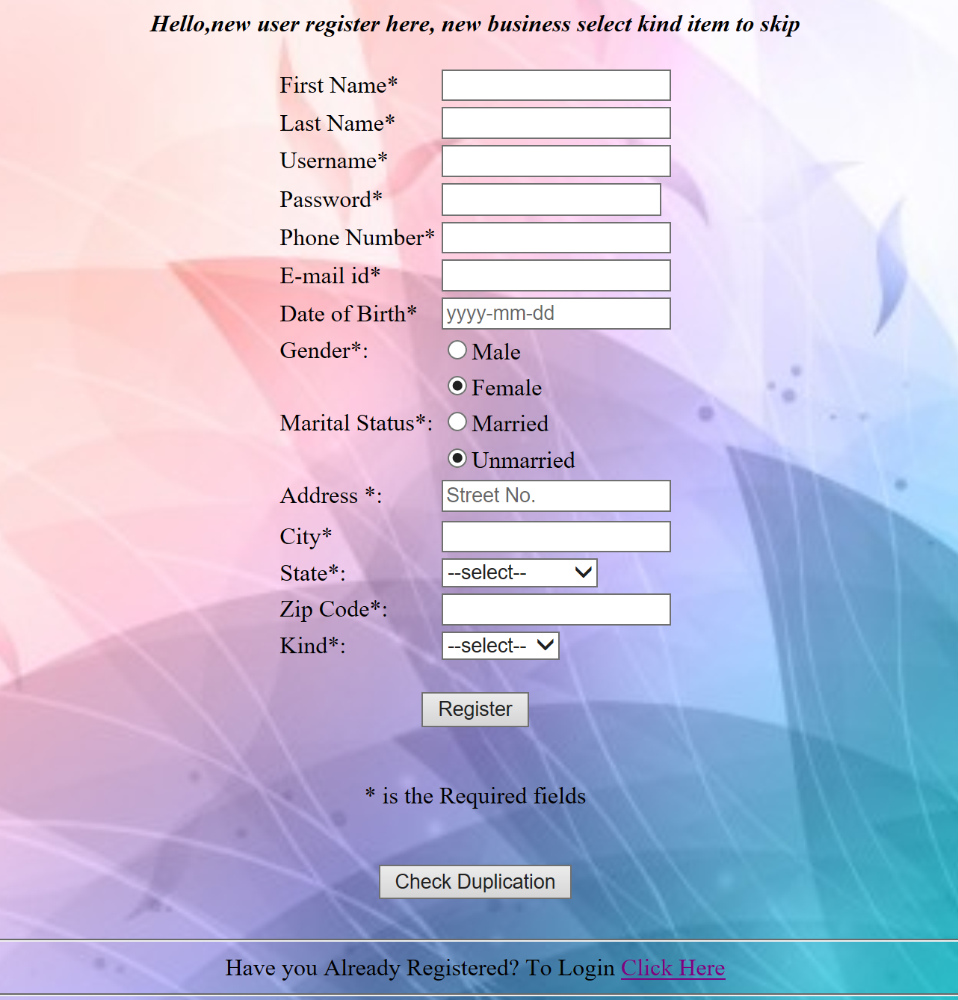 Hello,new user register here, new business select kind item to skip
First Name*
Last Name*
Username*
Password*
Phone Number*
E-mail id*
Date of Birth* yyyy-mm-dd
Gender*: Male
Female
Marital Status*: Married
Unmarried
Address *: Street No.
City*
State*: --select--
Zip Code*:
Kind*: --select--
Register
* is the Required fields
Check Duplication
Have you Already Registered? To Login Click Here